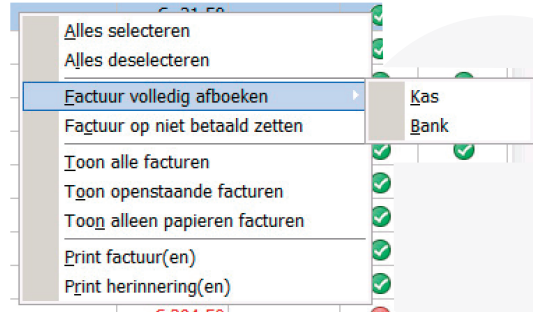 Alles selecteren
Alles deselecteren
Factuur volledig afboeken
Kas
Factuur op niet betaald zetten
Bank
Toon alle facturen
Toon openstaande facturen
Toon alleen papieren facturen
Print factuur(en)
Print herinnering(en)